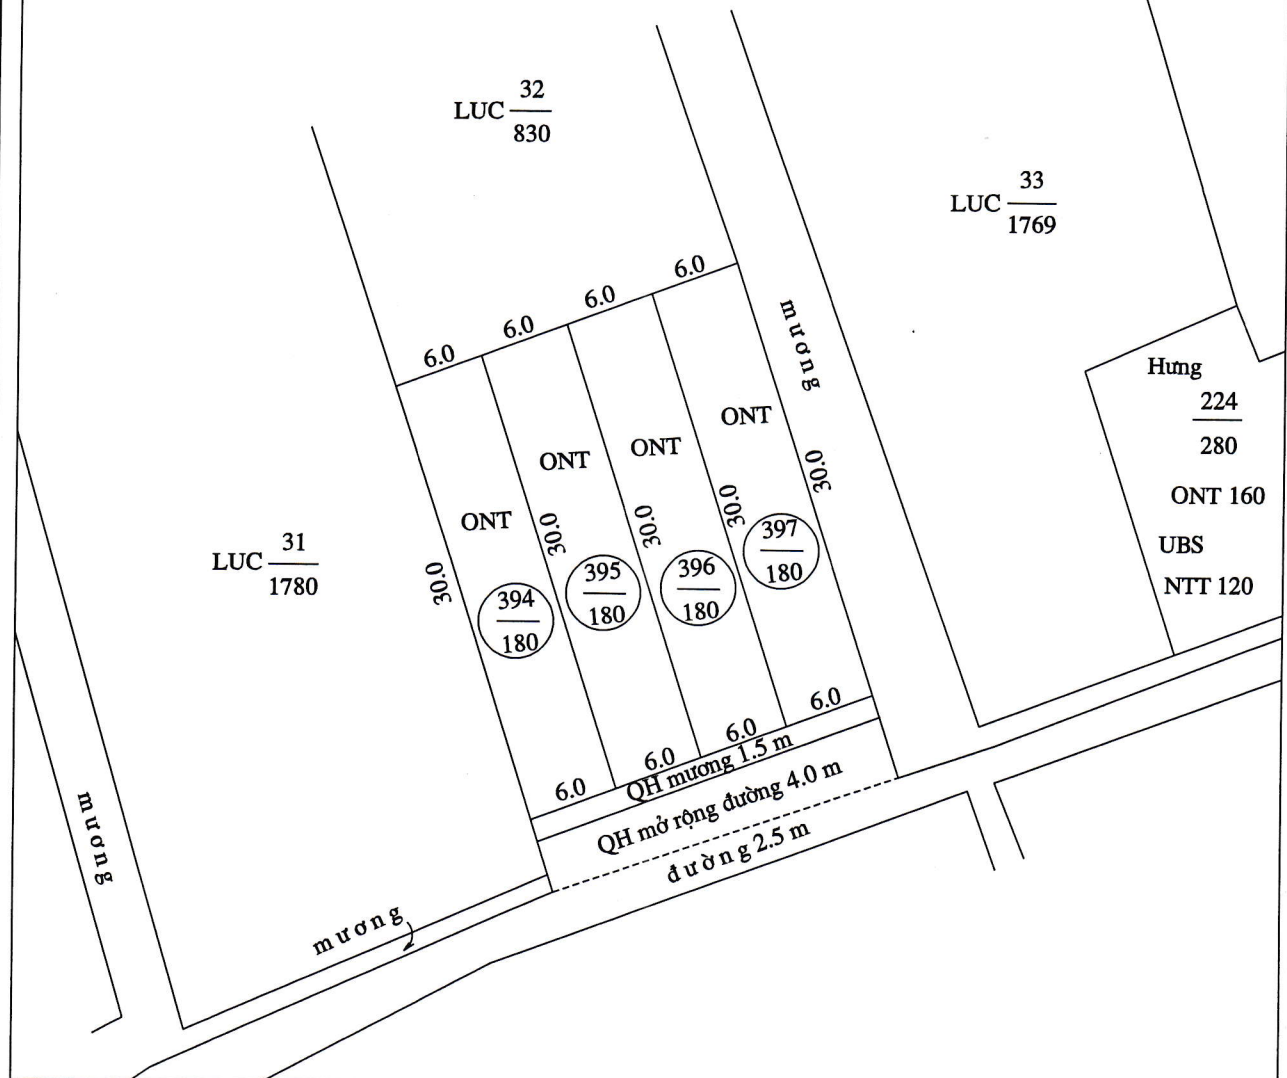 LUC 32
830
LUC 33
1769
6.0
6.0
6.0
6.0
mương
Hưng
224
280
ONT 160
UBS
NTT 120
ONT
ONT
ONT
ONT
LUC 31
1780
30.0
30.0
30.0
30.0
30.0
397
180
396
180
395
180
394
180
6.0
6.0
6.0
6.0
QH mương 1.5 m
QH mở rộng đường 4.0 m
đường 2.5 m
mương
mương